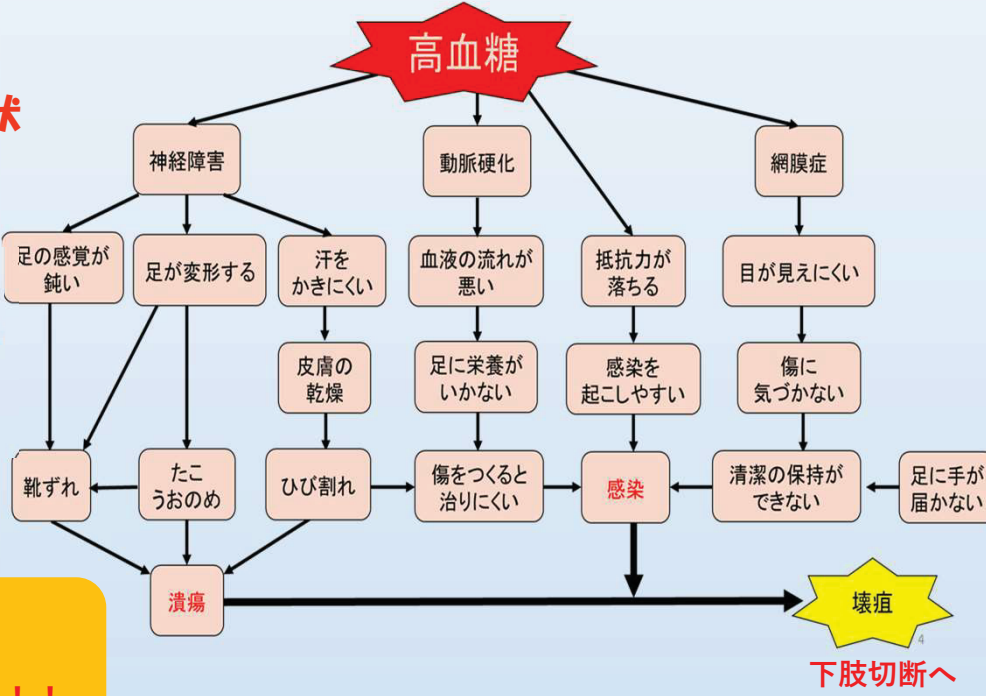 高血糖
状
神経障害
動脈硬化
網膜症
足の感覚が
鈍い
足が変形する
汗を
かきにくい
血液の流れが
悪い
抵抗力が
落ちる
目が見えにくい
皮膚の
乾燥
足に栄養が
いかない
感染を
起こしやすい
傷に
気づかない
靴ずれ
たこ
うおのめ
ひび割れ
傷をつくると
治りにくい
感染
清潔の保持が
できない
足に手が
届かない
潰瘍
壊疽
4
下肢切断へ